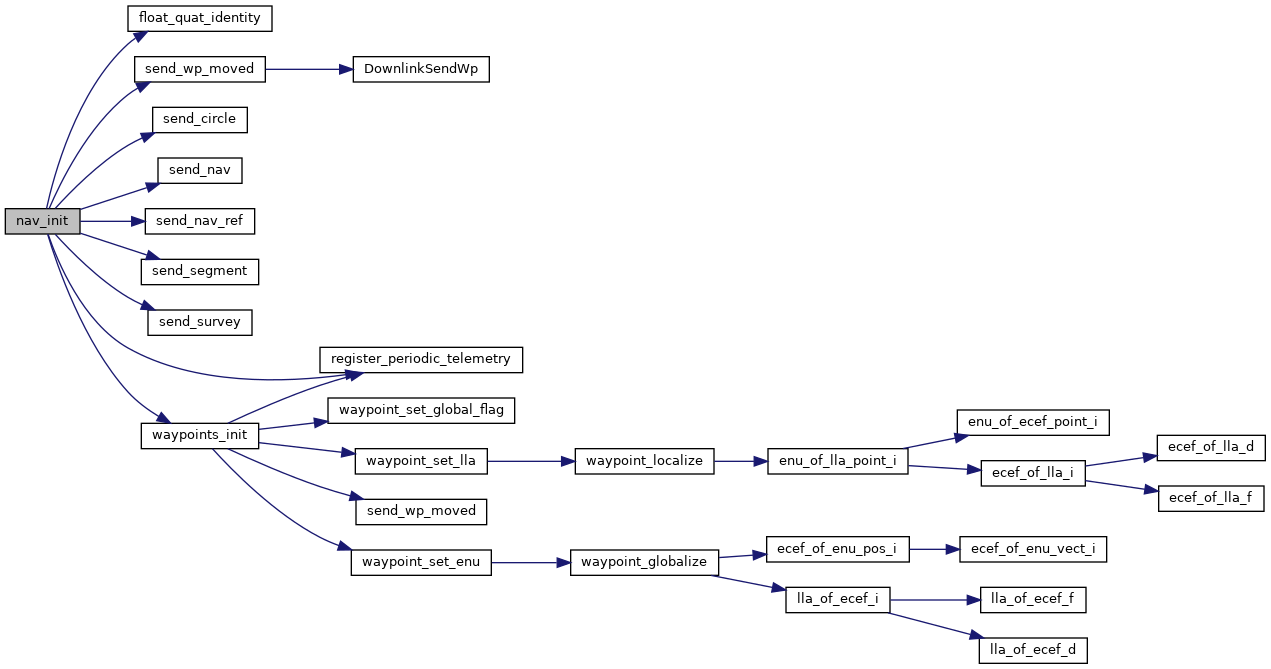 float_quat_identity
send_wp_moved
DownlinkSendWp
send_circle
send_nav
nav_init
send_nav_ref
send_segment
send_survey
register_periodic_telemetry
waypoint_set_global_flag
enu_of_ecef_point_i
waypoints_init
ecef_of_lla_d
waypoint_set_lla
waypoint_localize
enu_of_lla_point_i
ecef_of_lla_i
ecef_of_lla_f
send_wp_moved
ecef_of_enu_pos_i
ecef_of_enu_vect_i
waypoint_set_enu
waypoint_globalize
lla_of_ecef_i
lla_of_ecef_f
lla_of_ecef_d